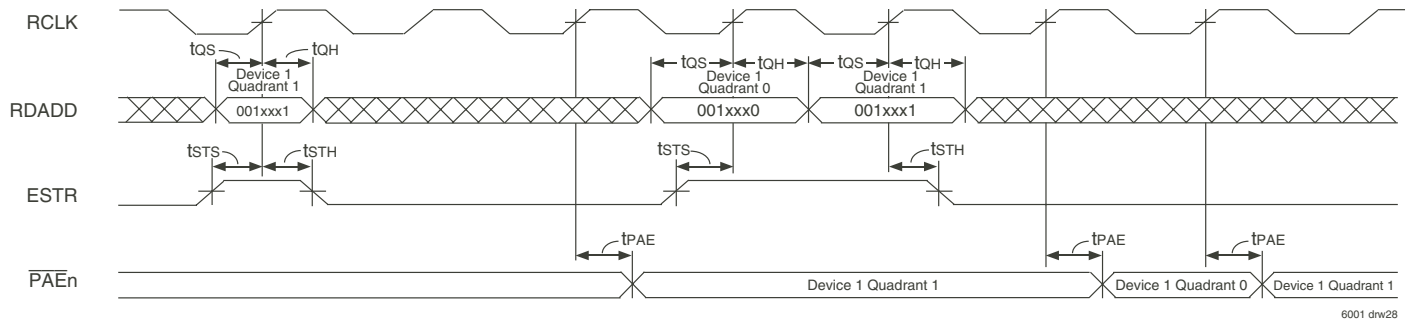 RCLK
tQS tQH tQS tQH tQS tQH
Device 1
Quadrant 1
Device 1
Quadrant 0
Device 1
Quadrant 1
RDADD 001xxx1 001xxx0 001xxx1
tSTS tSTH tSTS tSTH
ESTR
tPAE tPAE tPAE
PAEn Device 1 Quadrant 1 Device 1 Quadrant 0 Device 1 Quadrant 1
6001 drw28